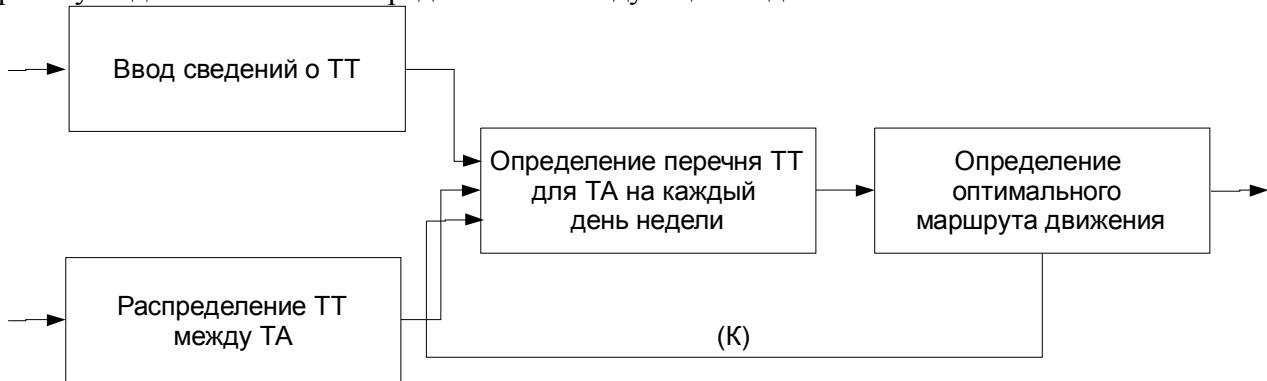 Ввод сведений о ТТ
Определение перечня ТТ
для ТА на каждый
день недели
Определение
оптимального
маршрута движения
Распределение ТТ
между ТА
(К)